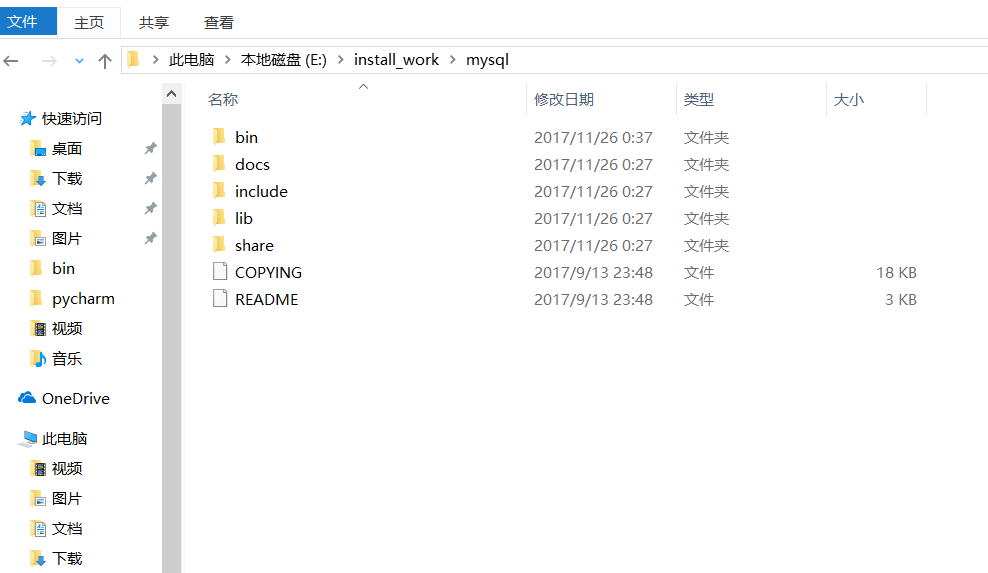 文件 主页 共享 查看
此电脑 本地磁盘 (E:) install_work mysql
名称 修改日期 类型 大小
快速访问
桌面
下载
文档
图片
bin
pycharm
视频
音乐
OneDrive
此电脑
视频
图片
文档
下载
bin 2017/11/26 0:37 文件夹
docs 2017/11/26 0:27 文件夹
include 2017/11/26 0:27 文件夹
lib 2017/11/26 0:27 文件夹
share 2017/11/26 0:27 文件夹
COPYING 2017/9/13 23:48 文件 18 KB
README 2017/9/13 23:48 文件 3 KB